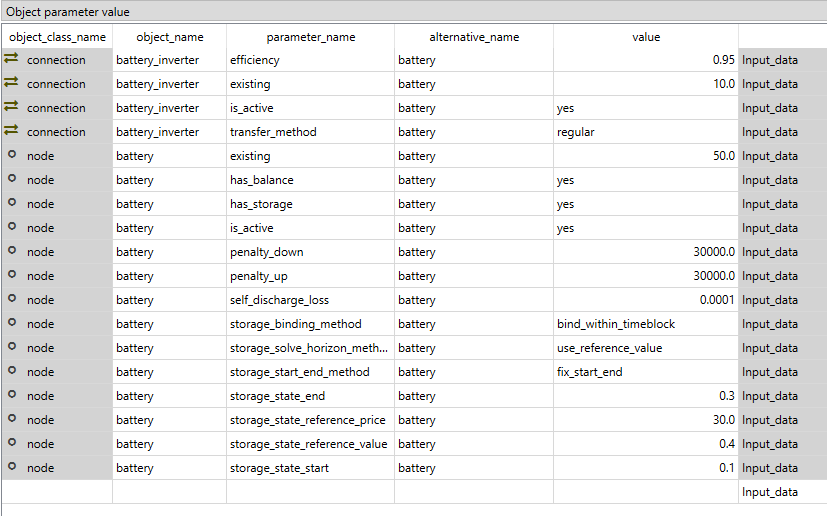 Object parameter value
object_class_name object_name parameter_name alternative_name value
connection battery_inverter efficiency battery 0.95 Input_data
connection battery_inverter existing battery 10.0 Input_data
connection battery_inverter is_active battery yes Input_data
connection battery_inverter transfer_method battery regular Input_data
node battery existing battery 50.0 Input_data
node battery has_balance battery yes Input_data
node battery has_storage battery yes Input_data
node battery is_active battery yes Input_data
node battery penalty_down battery 30000.0 Input_data
node battery penalty_up battery 30000.0 Input_data
node battery self_discharge_loss battery 0.0001 Input_data
node battery storage_binding_method battery bind_within_timeblock Input_data
node battery storage_solve_horizon_meth... battery use_reference_value Input_data
node battery storage_start_end_method battery fix_start_end Input_data
node battery storage_state_end battery 0.3 Input_data
node battery storage_state_reference_price battery 30.0 Input_data
node battery storage_state_reference_value battery 0.4 Input_data
node battery storage_state_start battery 0.1 Input_data
Input_data